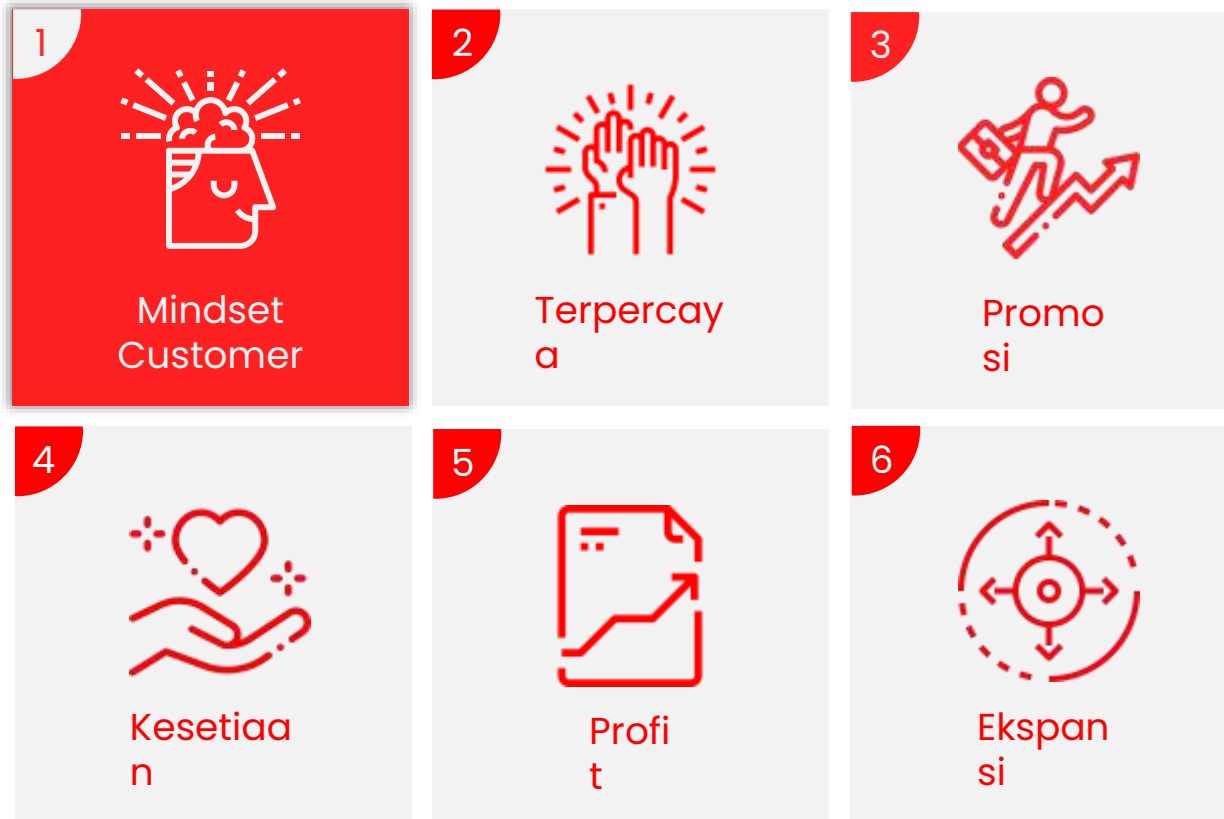 1
Mindset
Customer
2
Terpercay
a
3
Promo
si
4
Kesetiaa
n
5
Profi
t
6
Ekspan
si